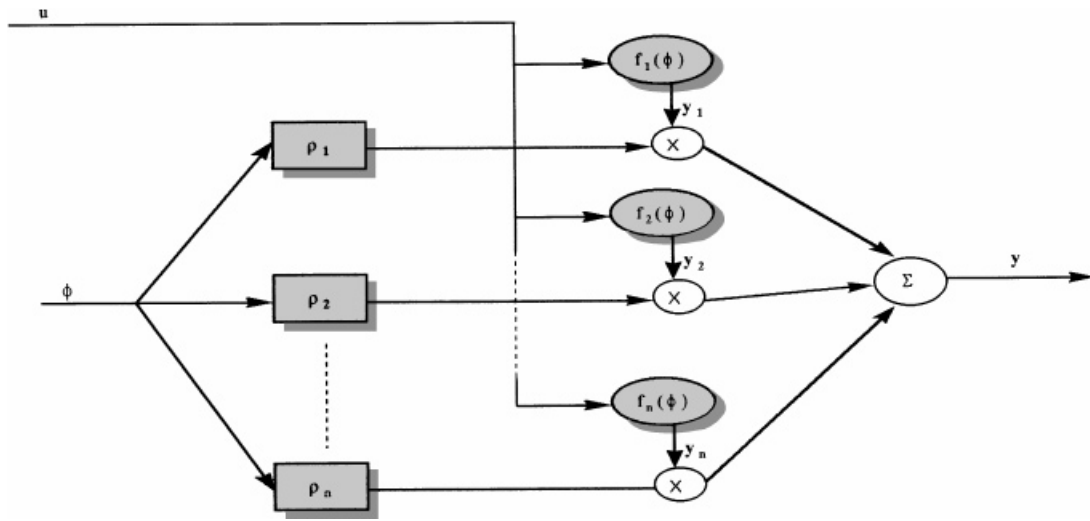 u
f₁(ϕ)
y₁
ρ₁
×
f₂(ϕ)
y₂
ϕ
ρ₂
×
Σ
y
fₙ(ϕ)
yₙ
ρₙ
×